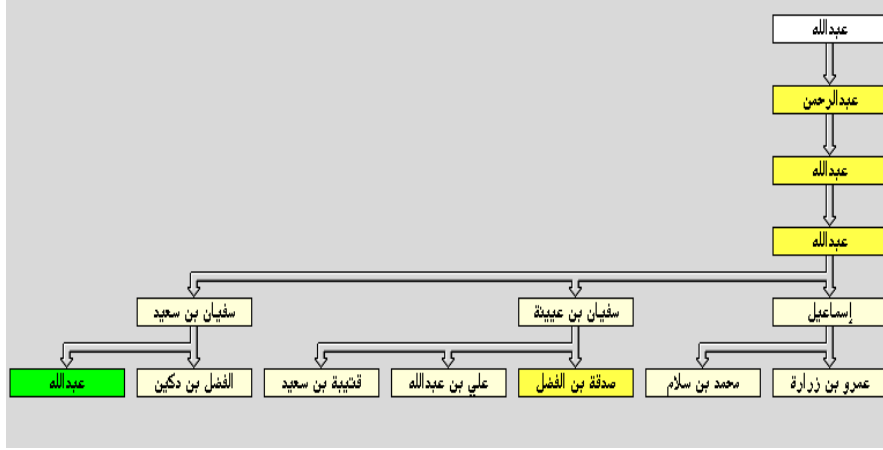 عبدالله
عبدالرحمن
عبدالله
عبدالله
إسماعيل
سفيان بن عيينة
سفيان بن سعيد
عمرو بن زرارة
محمد بن سلام
صدقة بن الفضل
علي بن عبدالله
قتيبة بن سعيد
الفضل بن دكين
عبدالله